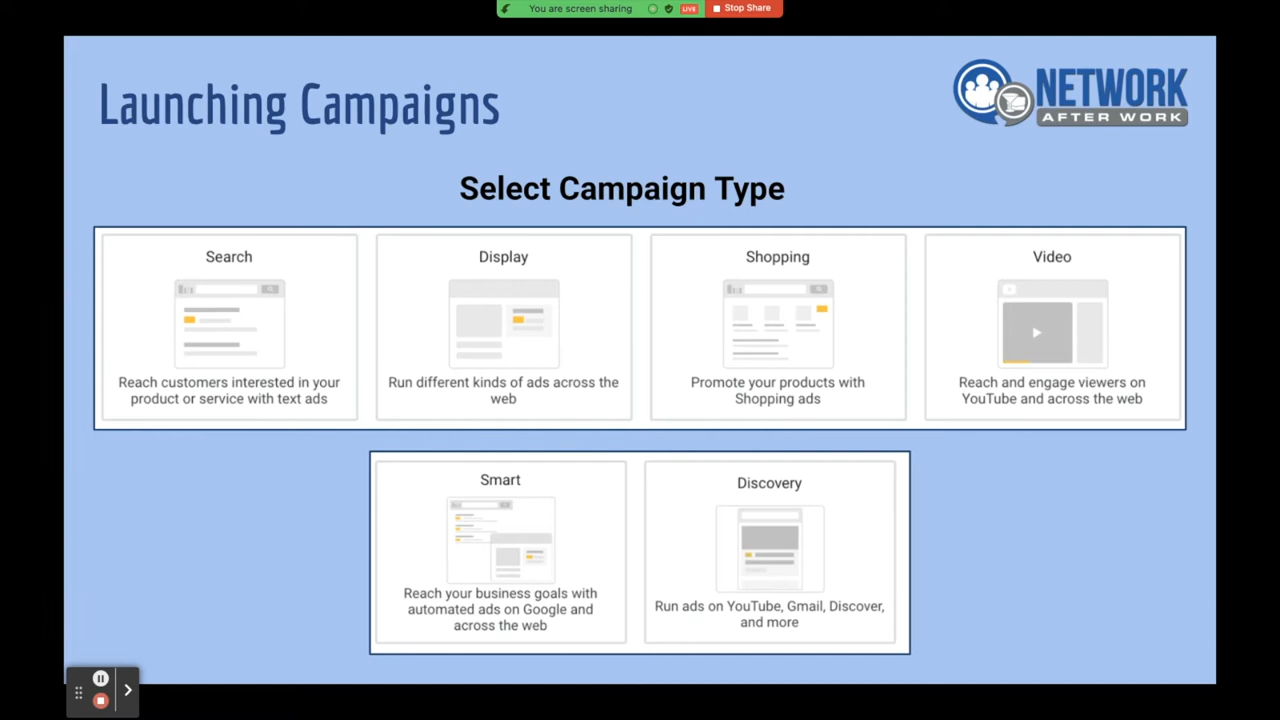 You are screen sharing
LIVE
Stop Share
Launching Campaigns
NETWORK
AFTER WORK
Select Campaign Type
Search
Reach customers interested in your
product or service with text ads
Display
Run different kinds of ads across the
web
Shopping
Promote your products with
Shopping ads
Video
Reach and engage viewers on
YouTube and across the web
Smart
Reach your business goals with
automated ads on Google and
across the web
Discovery
Run ads on YouTube, Gmail, Discover,
and more